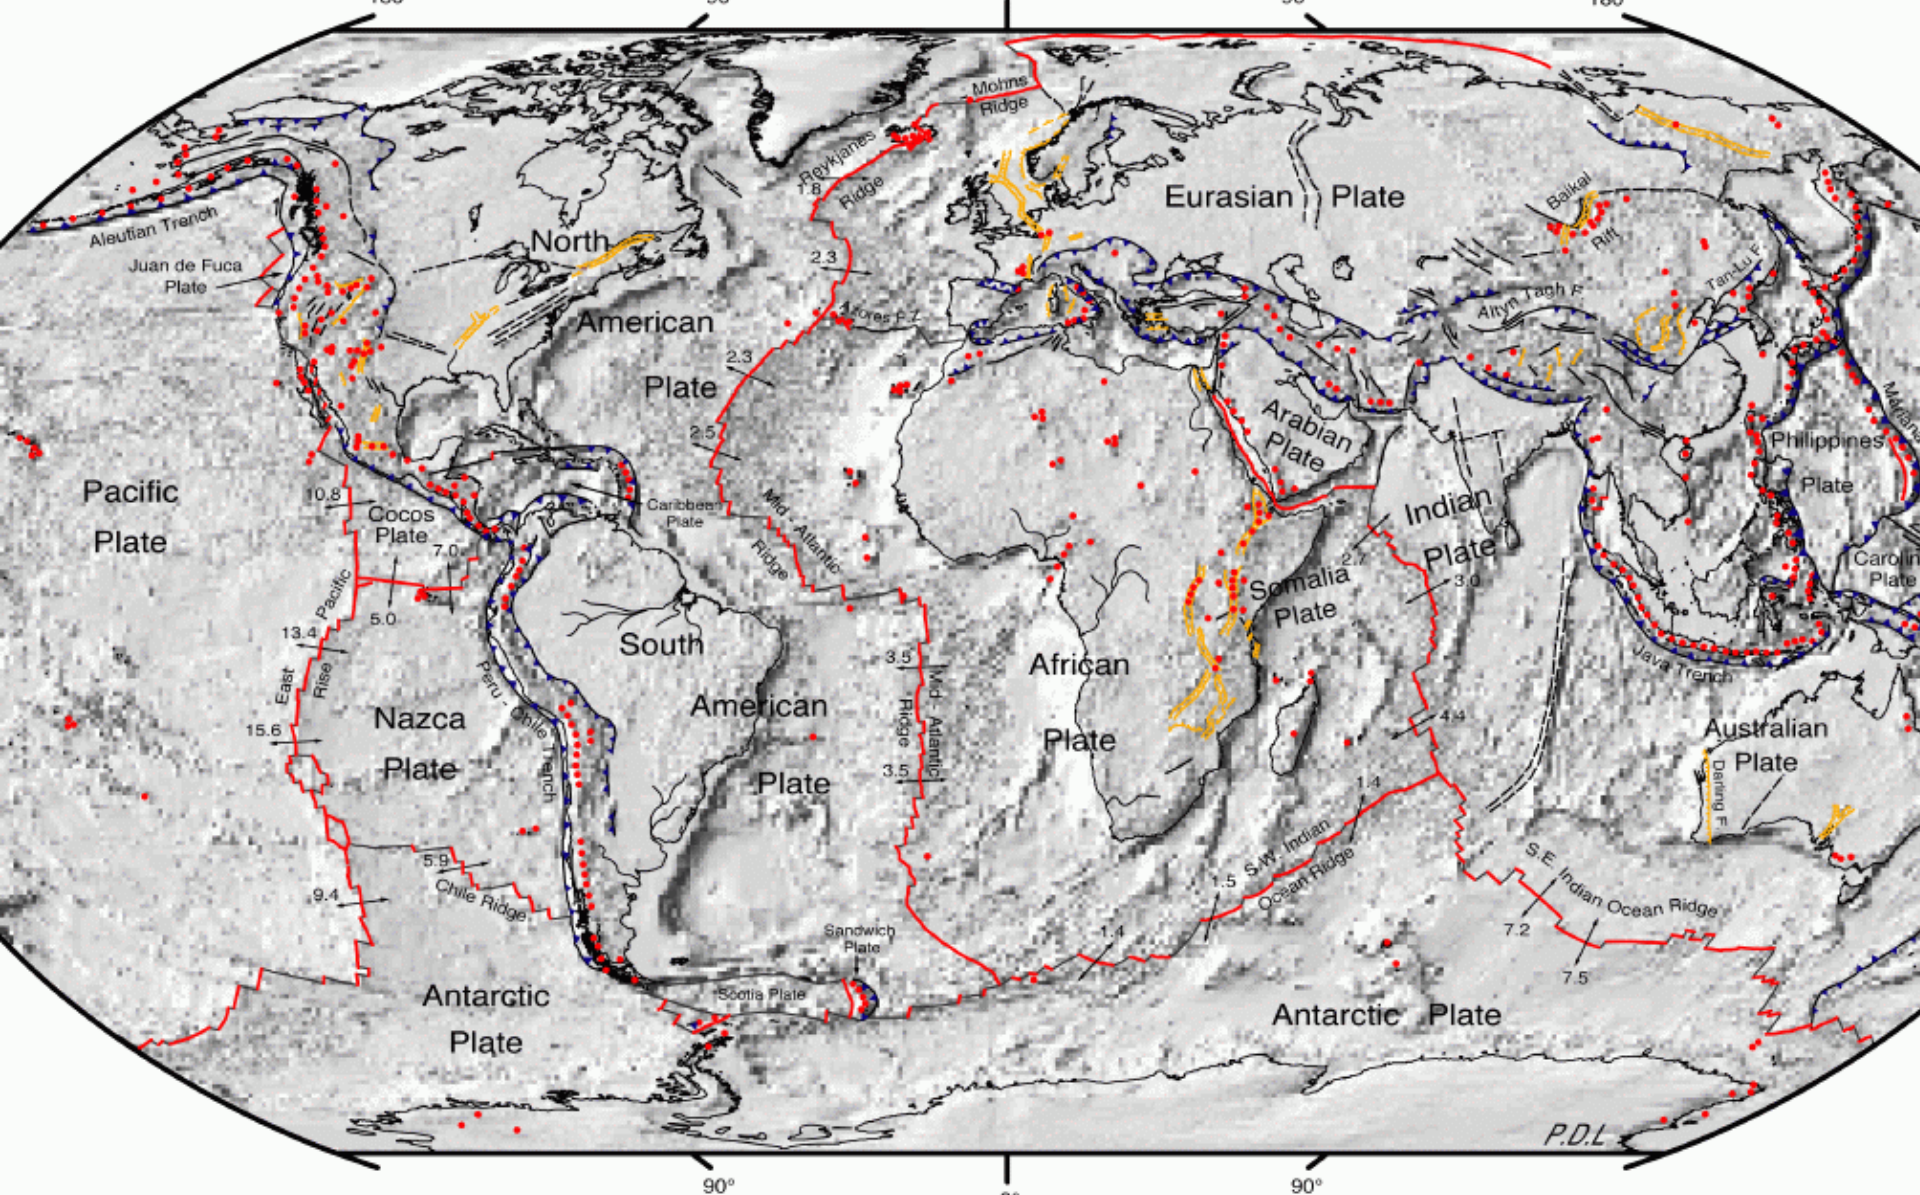 90°
180°
Mohns
Ridge
Reykjanes
Ridge
7.8
Eurasian Plate
Baikal
Rift
Aleutian Trench
North
Juan de Fuca
Plate
2.3
Tan-Lu F.
Altyn Tagh F.
Azores F.Z.
American
Plate
2.3
2.5
Arabian
Plate
Mariana
Philippines
Plate
Pacific
Plate
10.8
Cocos
Plate
7.0
5.0
Caribbean
Plate
Mid - Atlantic
Ridge
Indian
Plate
2.7
3.0
Somalia
Plate
Carolin
Plate
East
Pacific
Rise
13.4
15.6
South
American
Plate
3.5
3.5
Mid - Atlantic
Ridge
African
Plate
Java Trench
Nazca
Plate
Peru - Chile Trench
4.4
1.4
Australian
Plate
Darling F.
5.9
Chile Ridge
9.4
S.W. Indian
Ocean Ridge
1.5
1.4
S.E. Indian Ocean Ridge
7.2
7.5
Sandwich
Plate
Scotia Plate
Antarctic
Plate
Antarctic Plate
P.D.L
90°
90°